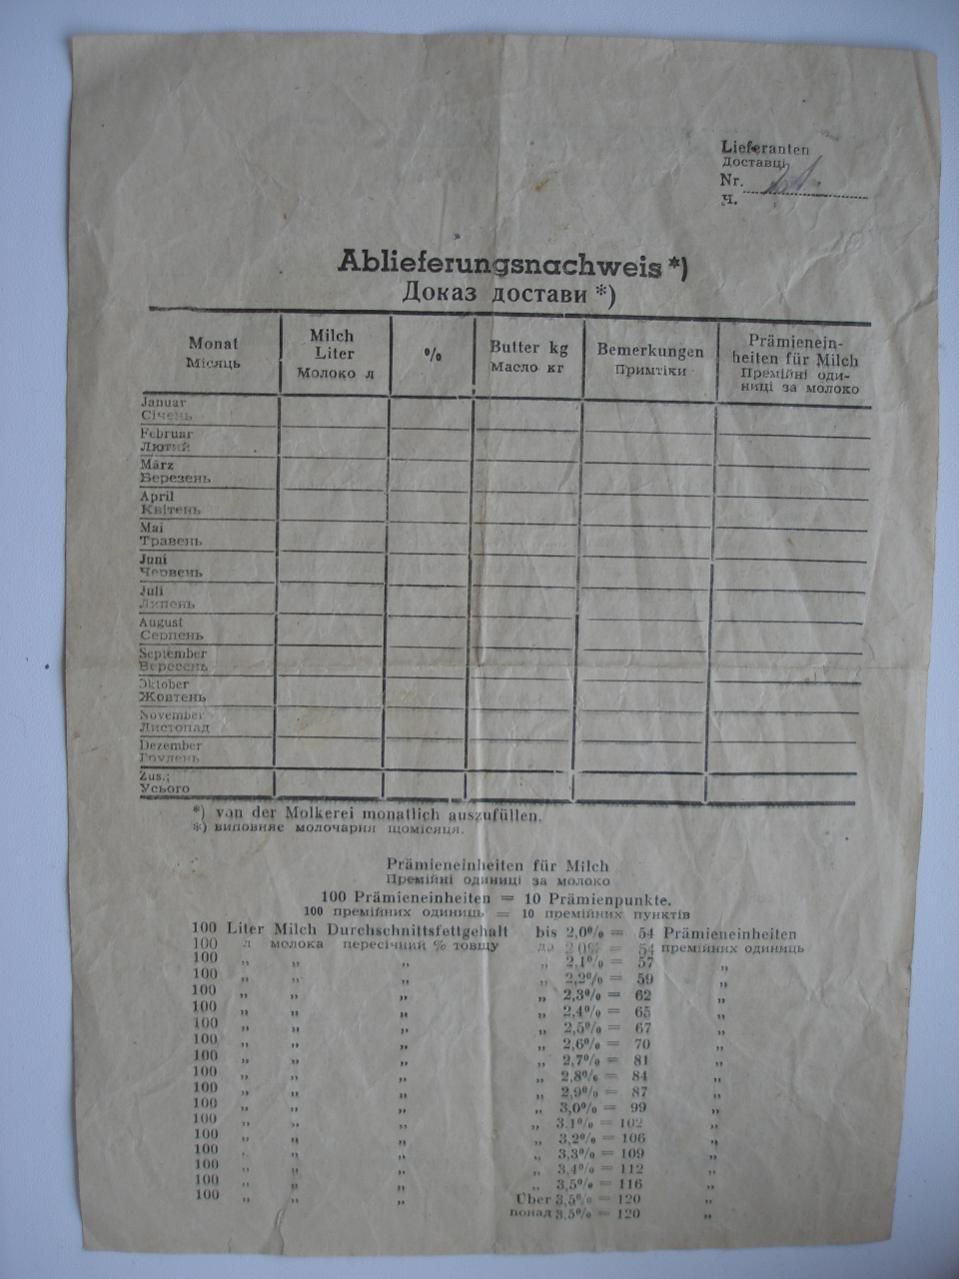 Lieferanten
Доставці
Nr.
Ч.
Ablieferungsnachweis *)
Доказ достави *)
Monat
Місяць
Milch
Liter
Молоко л
%
Butter kg
Масло кг
Bemerkungen
Примтіки
Prämienein-
heiten für Milch
Премійні оди-
ниці за молоко
Januar
Січень
Februar
Лютий
März
Березень
April
Квітень
Mai
Травень
Juni
Червень
Juli
Липень
August
Серпень
September
Вересень
Oktober
Жовтень
November
Листопад
Dezember
Грудень
Zus.;
Усього
*) von der Molkerei monatlich auszufüllen.
*) виповняє молочарня щомісяця.
Prämieneinheiten für Milch
Премійні одиниці за молоко
100 Prämieneinheiten = 10 Prämienpunkte.
100 премійних одиниць = 10 премійних пунктів
100 Liter Milch Durchschnittsfettgehalt bis 2,0% = 54 Prämieneinheiten
100 л молока пересічний % товщу до 2,0% = 54 премійних одиниць
100 „ „ „ „ 2,1% = 57 „
100 „ „ „ „ 2,2% = 59 „
100 „ „ „ „ 2,3% = 62 „
100 „ „ „ „ 2,4% = 65 „
100 „ „ „ „ 2,5% = 67 „
100 „ „ „ „ 2,6% = 70 „
100 „ „ „ „ 2,7% = 81 „
100 „ „ „ „ 2,8% = 84 „
100 „ „ „ „ 2,9% = 87 „
100 „ „ „ „ 3,0% = 99 „
100 „ „ „ „ 3.1% = 102 „
100 „ „ „ „ 3,2% = 106 „
100 „ „ „ „ 3,3% = 109 „
100 „ „ „ „ 3,4% = 112 „
100 „ „ „ „ 3,5% = 116 „
100 „ „ „ Über 3,5% = 120 „
понад 3,5% = 120 „